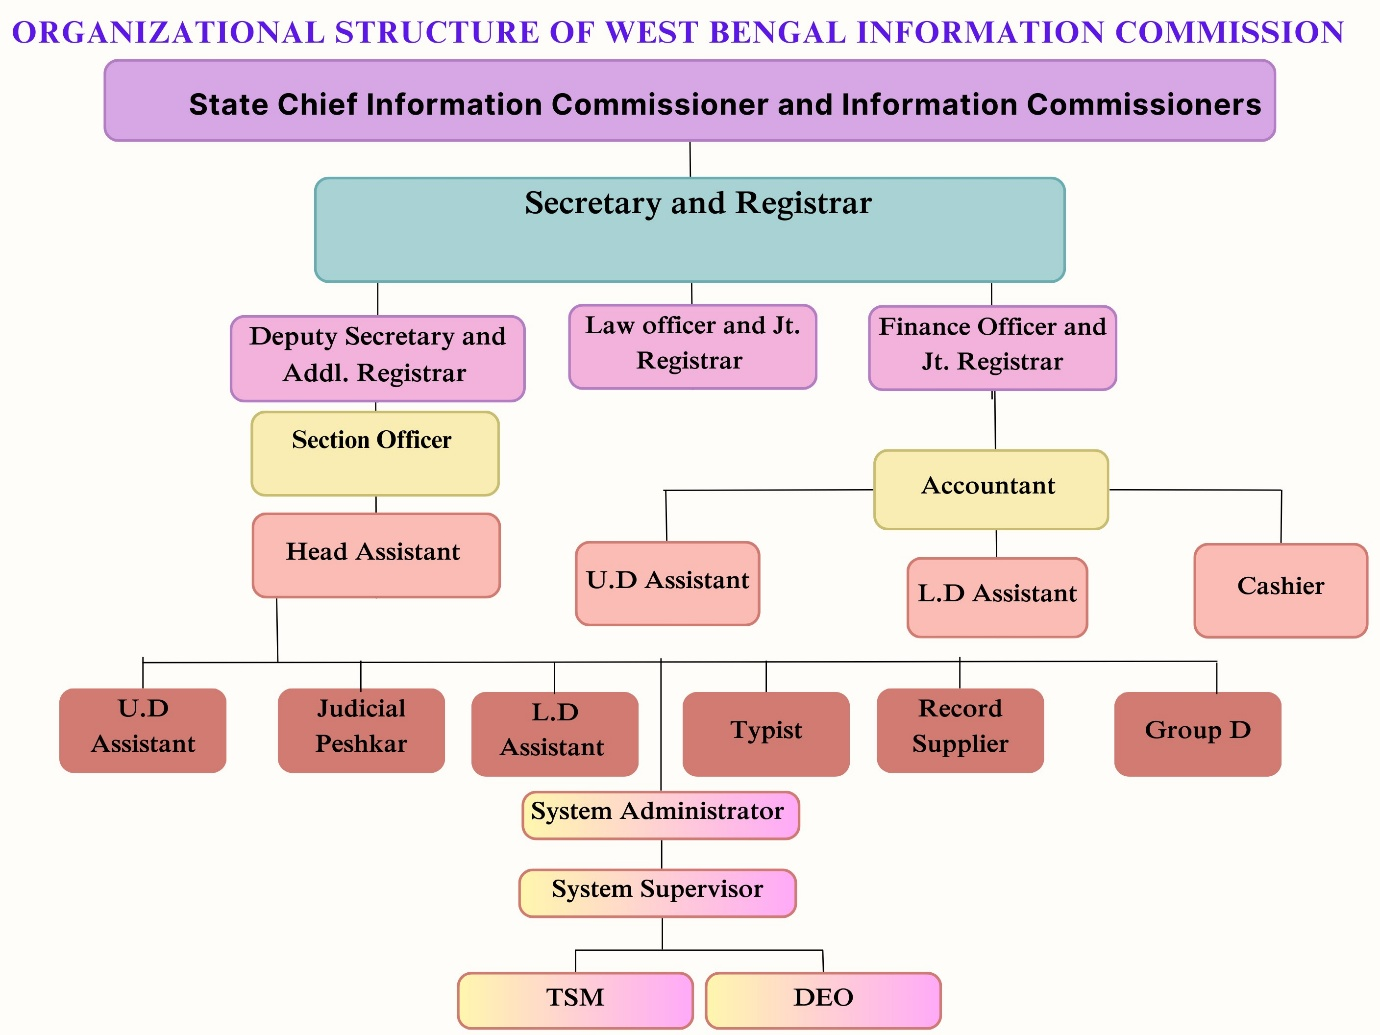 ORGANIZATIONAL STRUCTURE OF WEST BENGAL INFORMATION COMMISSION
State Chief Information Commissioner and Information Commissioners
Secretary and Registrar
Deputy Secretary and
Addl. Registrar
Law officer and Jt.
Registrar
Finance Officer and
Jt. Registrar
Section Officer
Accountant
Head Assistant
U.D Assistant
L.D Assistant
Cashier
U.D
Assistant
Judicial
Peshkar
L.D
Assistant
Typist
Record
Supplier
Group D
System Administrator
System Supervisor
TSM
DEO